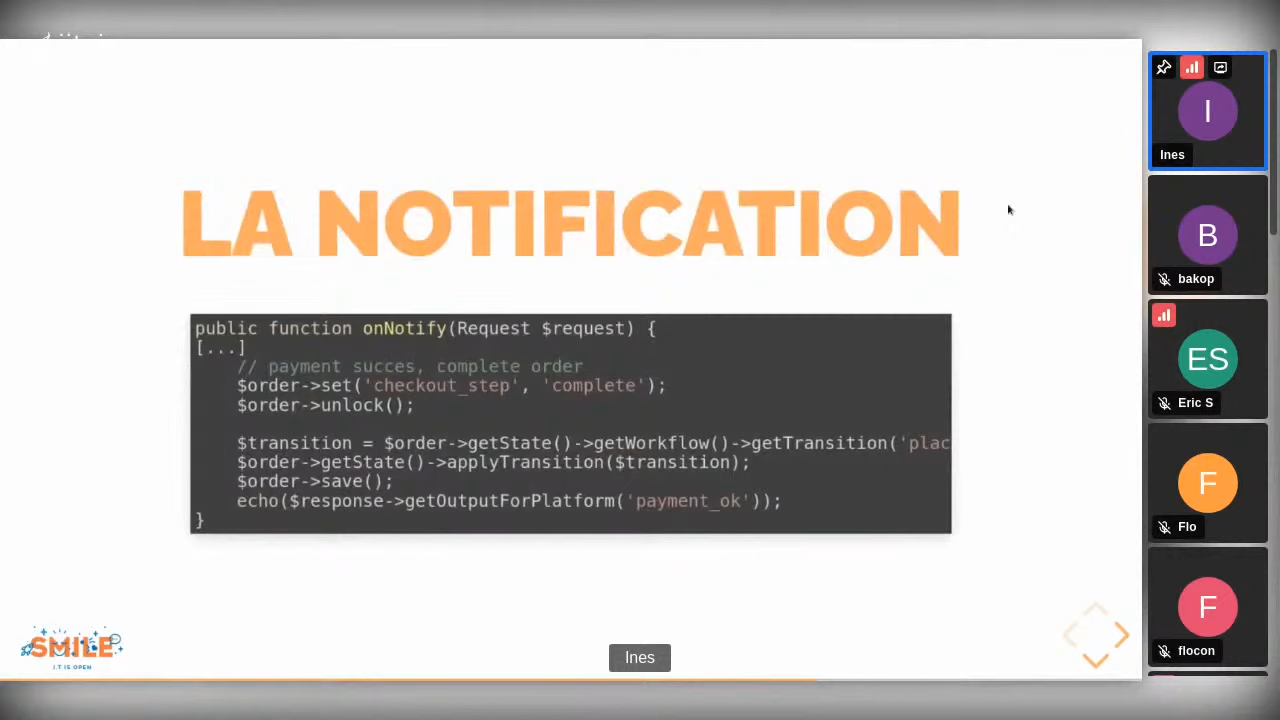 LA NOTIFICATION
public function onNotify(Request $request) {
[...]
// payment succes, complete order
$order->set('checkout_step', 'complete');
$order->unlock();
$transition = $order->getState()->getWorkflow()->getTransition('plac
$order->getState()->applyTransition($transition);
$order->save();
echo($response->getOutputForPlatform('payment_ok'));
}
SMILE
I.T IS OPEN
Ines
I
Ines
B
bakop
ES
Eric S
F
Flo
F
flocon